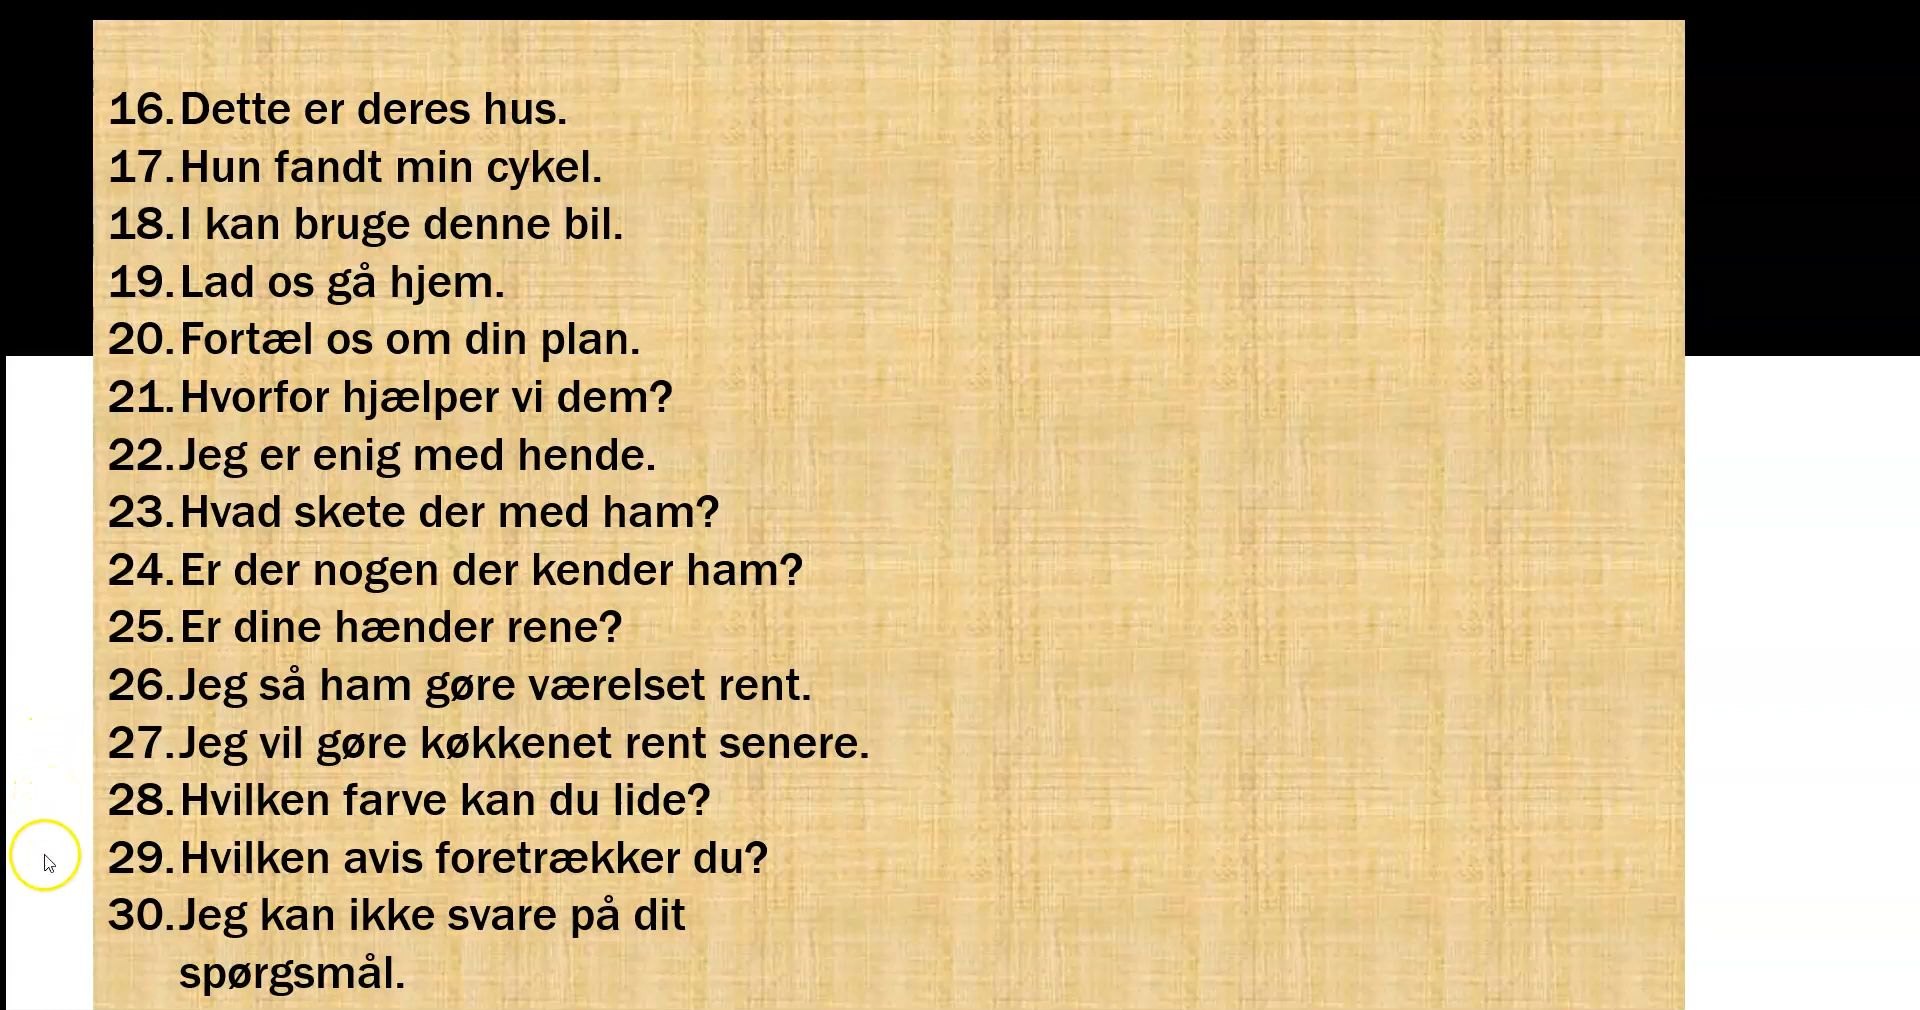 16. Dette er deres hus.
17. Hun fandt min cykel.
18. I kan bruge denne bil.
19. Lad os gå hjem.
20. Fortæl os om din plan.
21. Hvorfor hjælper vi dem?
22. Jeg er enig med hende.
23. Hvad skete der med ham?
24. Er der nogen der kender ham?
25. Er dine hænder rene?
26. Jeg så ham gøre værelset rent.
27. Jeg vil gøre køkkenet rent senere.
28. Hvilken farve kan du lide?
29. Hvilken avis foretrækker du?
30. Jeg kan ikke svare på dit
spørgsmål.